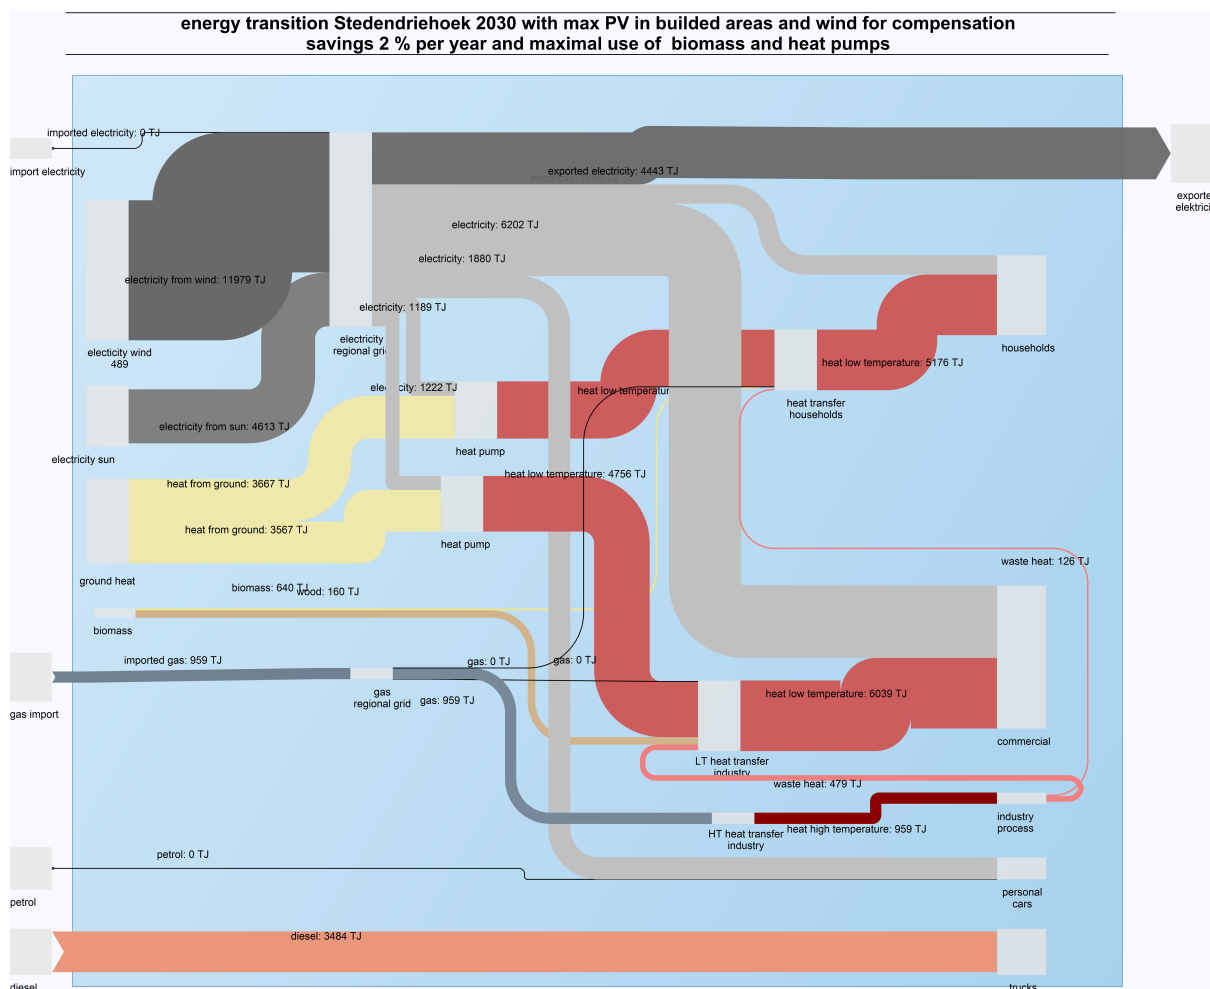 energy transition Stedendriehoek 2030 with max PV in builded areas and wind for compensation
savings 2 % per year and maximal use of biomass and heat pumps
imported electricity: 0 TJ
import electricity
exported electricity: 4443 TJ
elektrici
electricity: 6202 TJ
electricity: 1880 TJ
electricity from wind: 11979 TJ
electricity: 1189 TJ
electricity
regional grid
electicity wind
489
households
heat low temperature: 5176 TJ
electricity: 1222 TJ
heat low temperatur
heat transfer
households
electricity from sun: 4613 TJ
electricity sun
heat pump
heat low temperature: 4756 TJ
heat from ground: 3667 TJ
heat from ground: 3567 TJ
heat pump
ground heat
waste heat: 126 TJ
biomass: 640 TJ
wood: 160 TJ
biomass
imported gas: 959 TJ
gas: 0 TJ
gas: 0 TJ
gas
regional grid
gas: 959 TJ
gas import
heat low temperature: 6039 TJ
commercial
LT heat transfer
industry
waste heat: 479 TJ
industry
process
heat high temperature: 959 TJ
HT heat transfer
industry
petrol: 0 TJ
petrol
personal
cars
diesel: 3484 TJ
diesel
trucks